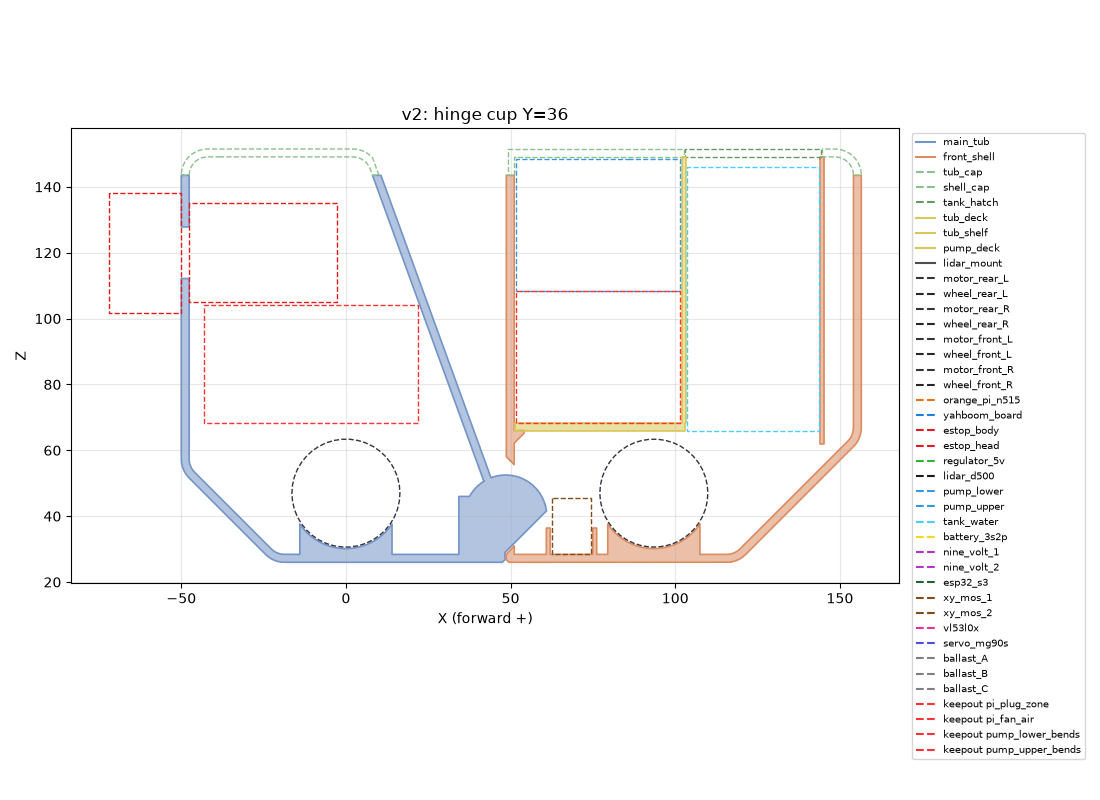 v2: hinge cup Y=36
Z
140
120
100
80
60
40
20
−50
0
50
100
150
X (forward +)
main_tub
front_shell
tub_cap
shell_cap
tank_hatch
tub_deck
tub_shelf
pump_deck
lidar_mount
motor_rear_L
wheel_rear_L
motor_rear_R
wheel_rear_R
motor_front_L
wheel_front_L
motor_front_R
wheel_front_R
orange_pi_n515
yahboom_board
estop_body
estop_head
regulator_5v
lidar_d500
pump_lower
pump_upper
tank_water
battery_3s2p
nine_volt_1
nine_volt_2
esp32_s3
xy_mos_1
xy_mos_2
vl53l0x
servo_mg90s
ballast_A
ballast_B
ballast_C
keepout pi_plug_zone
keepout pi_fan_air
keepout pump_lower_bends
keepout pump_upper_bends